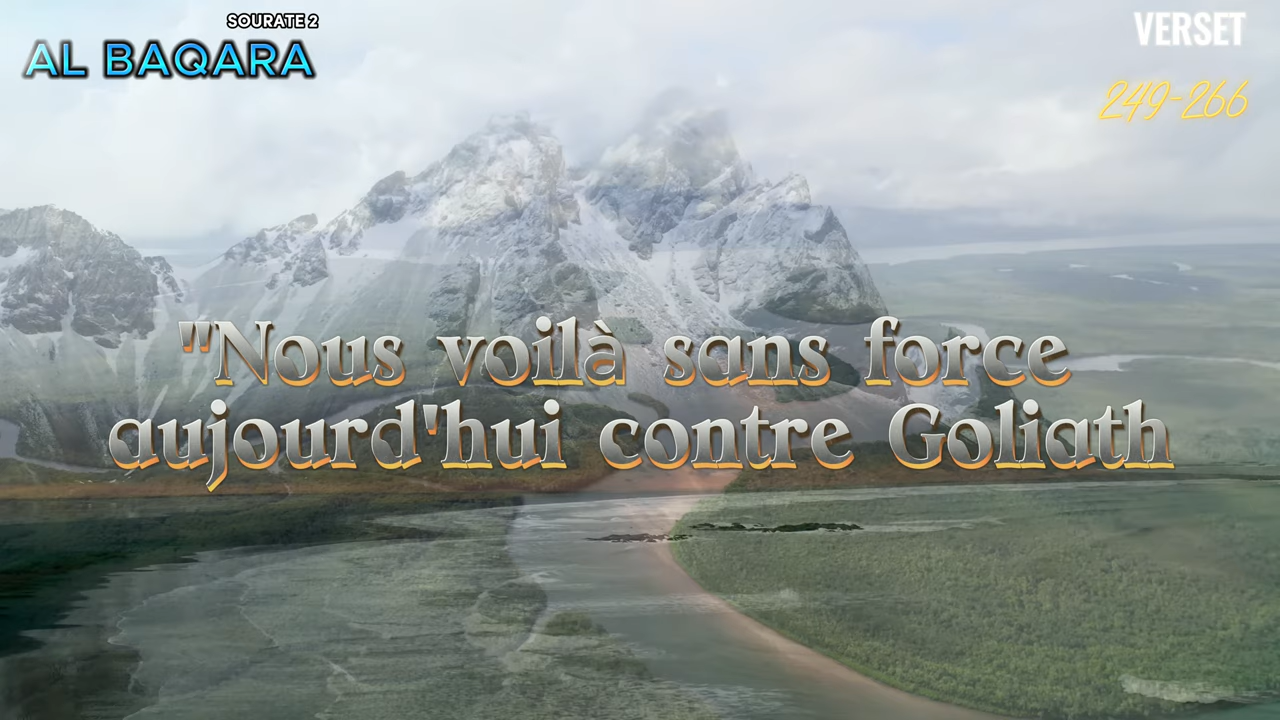 SOURATE 2
AL BAQARA
VERSET
249-266
"Nous voilà sans force
aujourd'hui contre Goliath